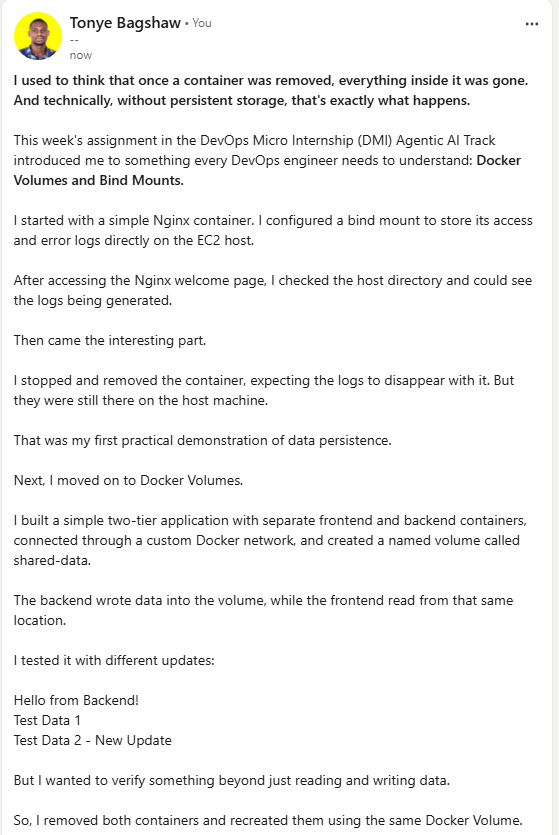 Tonye Bagshaw • You
--
now
I used to think that once a container was removed, everything inside it was gone.
And technically, without persistent storage, that's exactly what happens.
This week's assignment in the DevOps Micro Internship (DMI) Agentic AI Track
introduced me to something every DevOps engineer needs to understand: Docker
Volumes and Bind Mounts.
I started with a simple Nginx container. I configured a bind mount to store its access
and error logs directly on the EC2 host.
After accessing the Nginx welcome page, I checked the host directory and could see
the logs being generated.
Then came the interesting part.
I stopped and removed the container, expecting the logs to disappear with it. But
they were still there on the host machine.
That was my first practical demonstration of data persistence.
Next, I moved on to Docker Volumes.
I built a simple two-tier application with separate frontend and backend containers,
connected through a custom Docker network, and created a named volume called
shared-data.
The backend wrote data into the volume, while the frontend read from that same
location.
I tested it with different updates:
Hello from Backend!
Test Data 1
Test Data 2 - New Update
But I wanted to verify something beyond just reading and writing data.
So, I removed both containers and recreated them using the same Docker Volume.